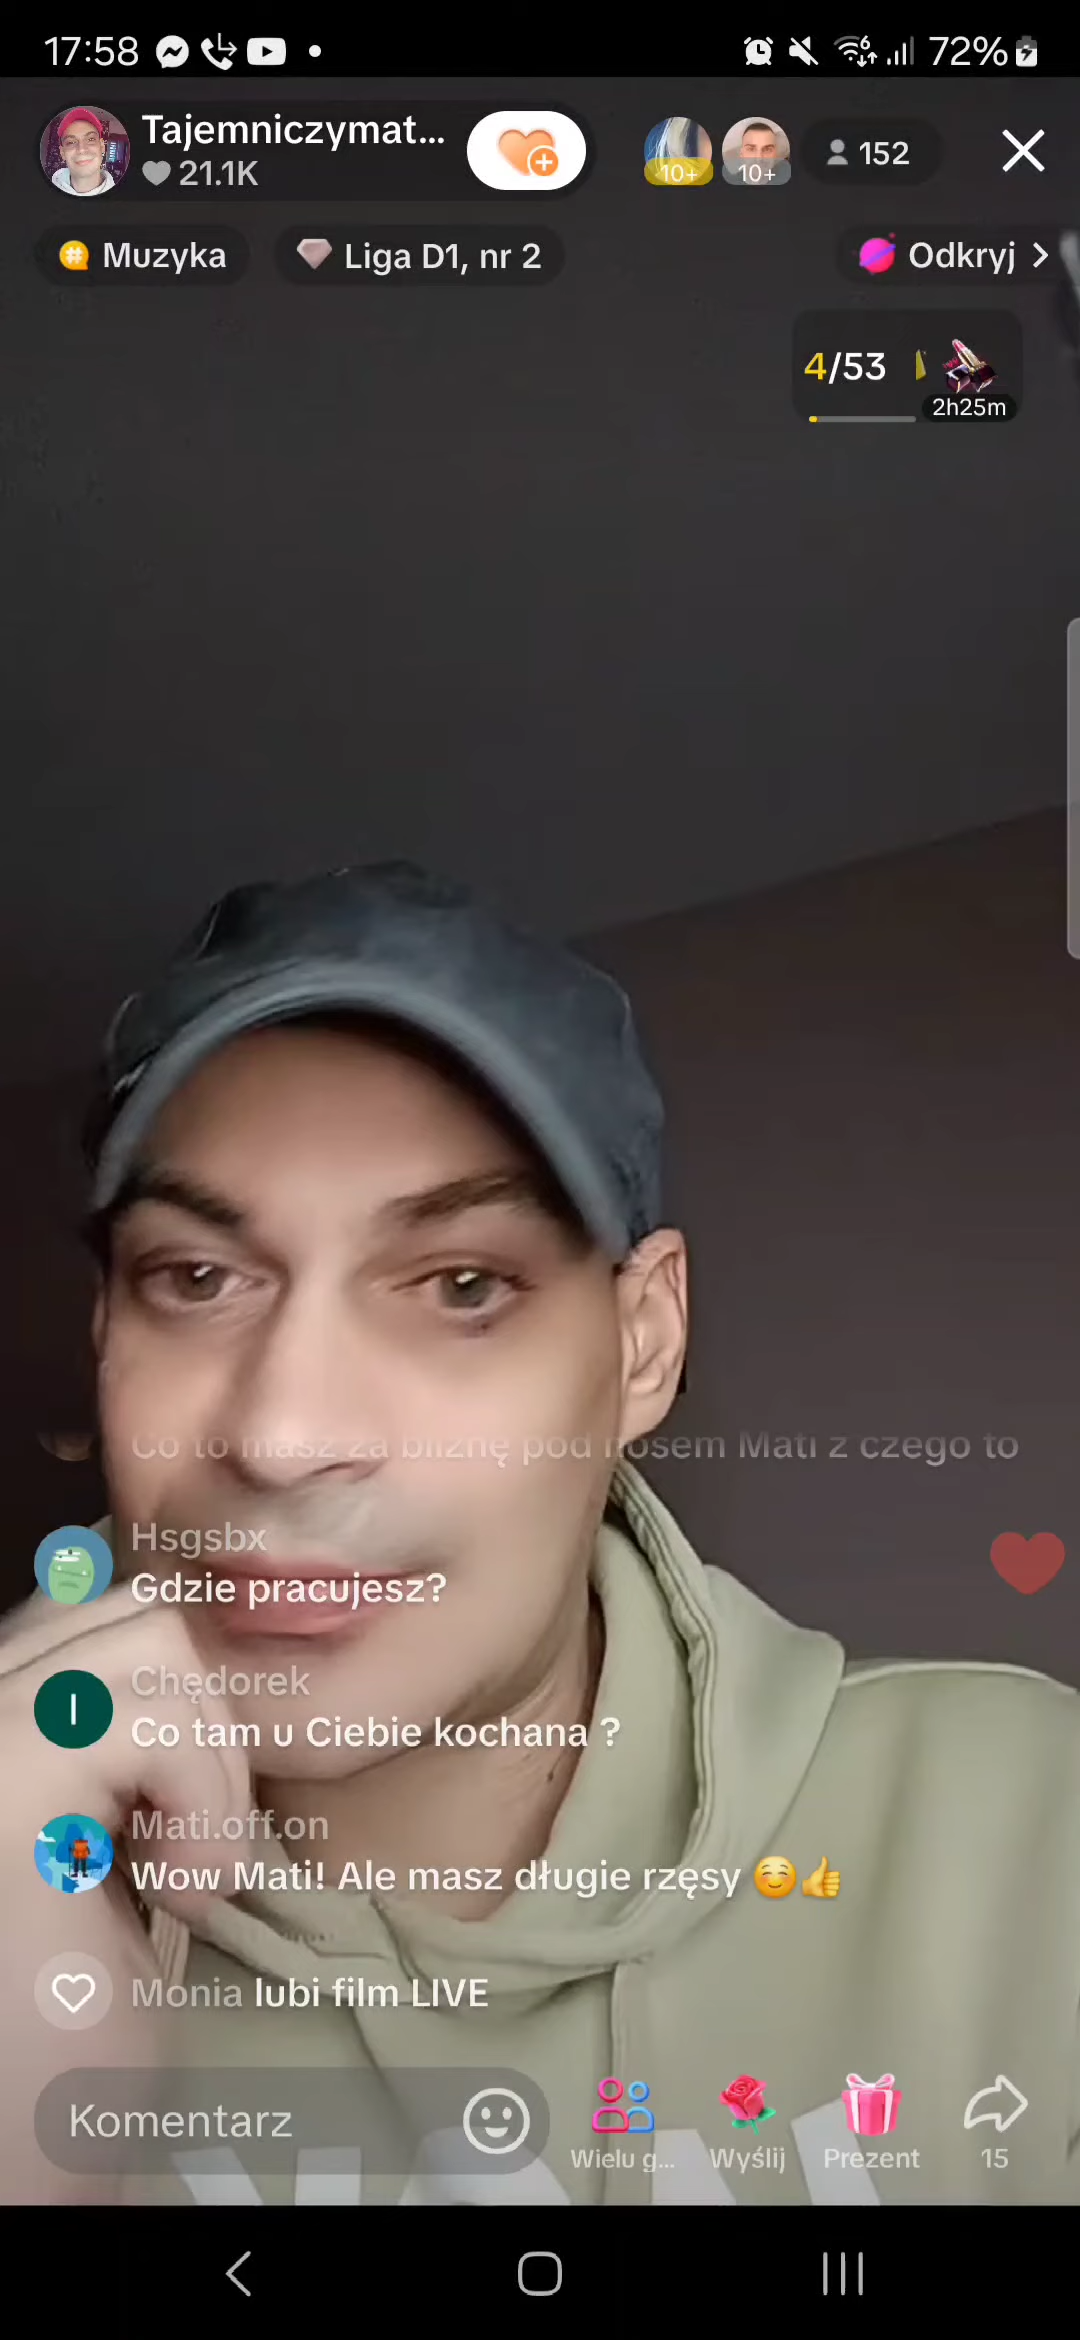 17:58
72%
Tajemniczymat...
21.1K
10+
10+
152
Muzyka
Liga D1, nr 2
Odkryj
4/53
2h25m
Co to masz za bliznę pod nosem Mati z czego to
Hsgsbx
Gdzie pracujesz?
I
Chędorek
Co tam u Ciebie kochana ?
Mati.off.on
Wow Mati! Ale masz długie rzęsy ☺️👍
Monia lubi film LIVE
Komentarz
Wielu g...
Wyślij
Prezent
15